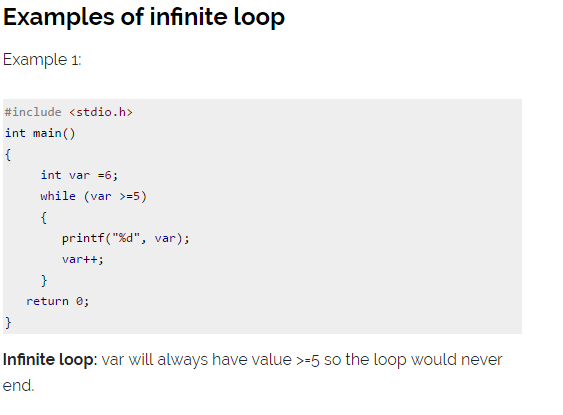 Examples of infinite loop
Example 1:
#include <stdio.h>
int main()
{
     int var =6;
     while (var >=5)
     {
        printf("%d", var);
        var++;
     }
   return 0;
}
Infinite loop: var will always have value >=5 so the loop would never
end.